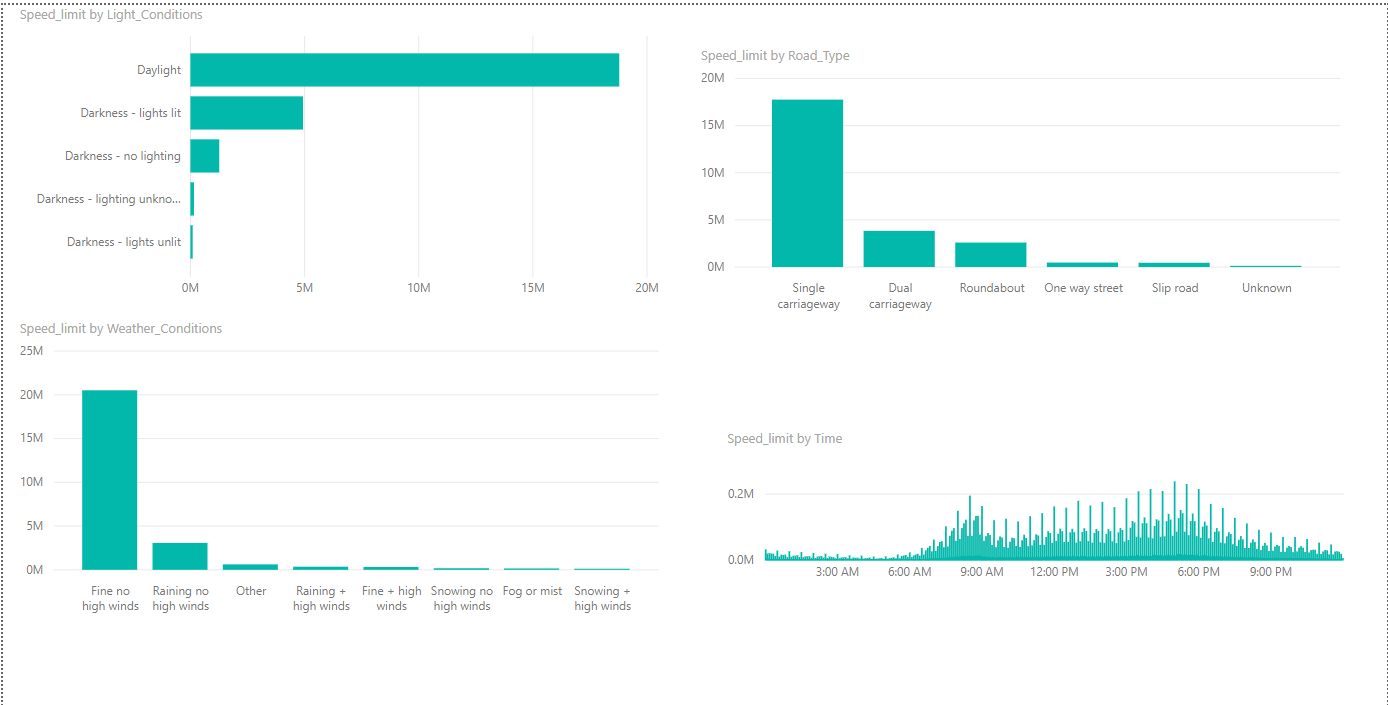 Speed_limit by Light_Conditions
Daylight
Darkness - lights lit
Darkness - no lighting
Darkness - lighting unkno...
Darkness - lights unlit
0M 5M 10M 15M 20M
Speed_limit by Road_Type
20M
15M
10M
5M
0M
Single carriageway
Dual carriageway
Roundabout
One way street
Slip road
Unknown
Speed_limit by Weather_Conditions
25M
20M
15M
10M
5M
0M
Fine no high winds
Raining no high winds
Other
Raining + high winds
Fine + high winds
Snowing no high winds
Fog or mist
Snowing + high winds
Speed_limit by Time
0.2M
0.0M
3:00 AM 6:00 AM 9:00 AM 12:00 PM 3:00 PM 6:00 PM 9:00 PM